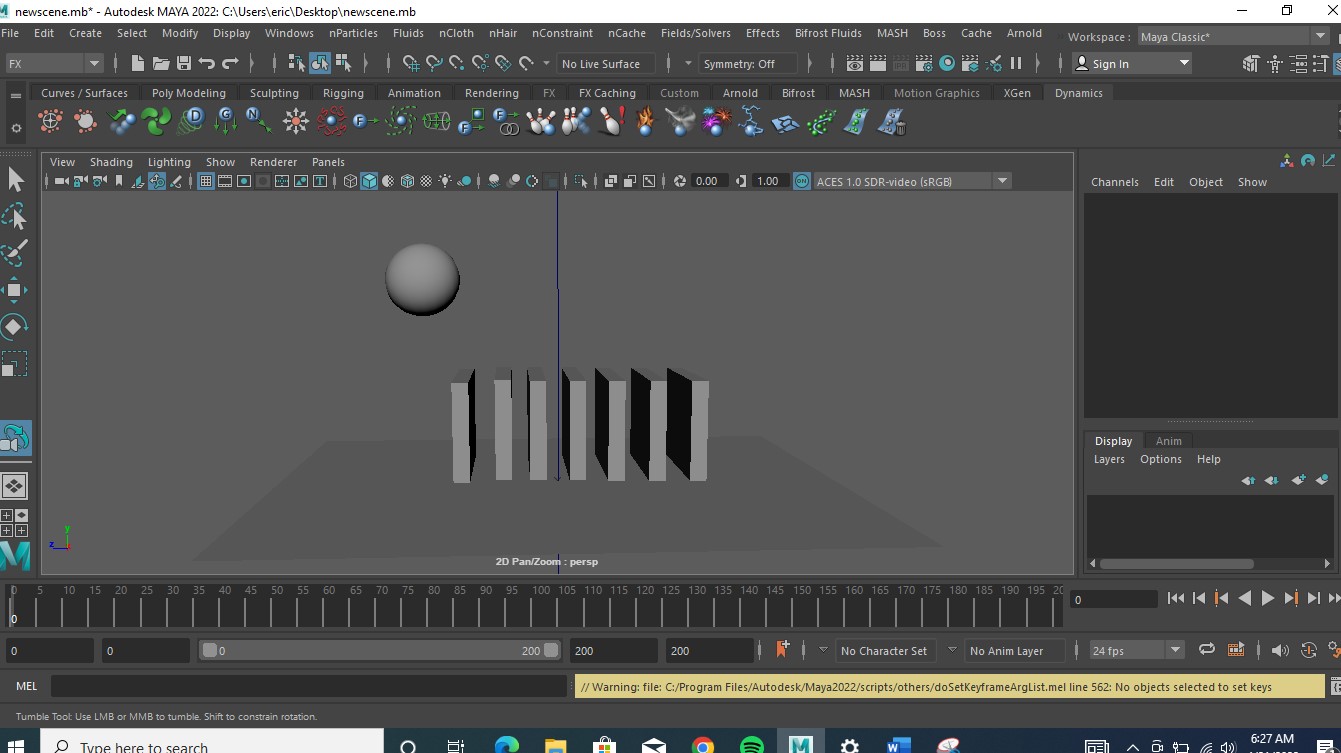 newscene.mb* - Autodesk MAYA 2022: C:\Users\eric\Desktop\newscene.mb
File Edit Create Select Modify Display Windows nParticles Fluids nCloth nHair nConstraint nCache Fields/Solvers Effects Bifrost Fluids MASH Boss Cache Arnold Workspace : Maya Classic*
FX No Live Surface Symmetry: Off Sign In
Curves / Surfaces Poly Modeling Sculpting Rigging Animation Rendering FX FX Caching Custom Arnold Bifrost MASH Motion Graphics XGen Dynamics
D G N F F F
View Shading Lighting Show Renderer Panels
0.00 1.00 ON ACES 1.0 SDR-video (sRGB)
Channels Edit Object Show
Display Anim
Layers Options Help
y
z
2D Pan/Zoom : persp
0 5 10 15 20 25 30 35 40 45 50 55 60 65 70 75 80 85 90 95 100 105 110 115 120 125 130 135 140 145 150 155 160 165 170 175 180 185 190 195 20
0
0
0 0 0 200 200 200 No Character Set No Anim Layer 24 fps
MEL // Warning: file: C:/Program Files/Autodesk/Maya2022/scripts/others/doSetKeyframeArgList.mel line 562: No objects selected to set keys
Tumble Tool: Use LMB or MMB to tumble. Shift to constrain rotation.
Type here to search
6:27 AM